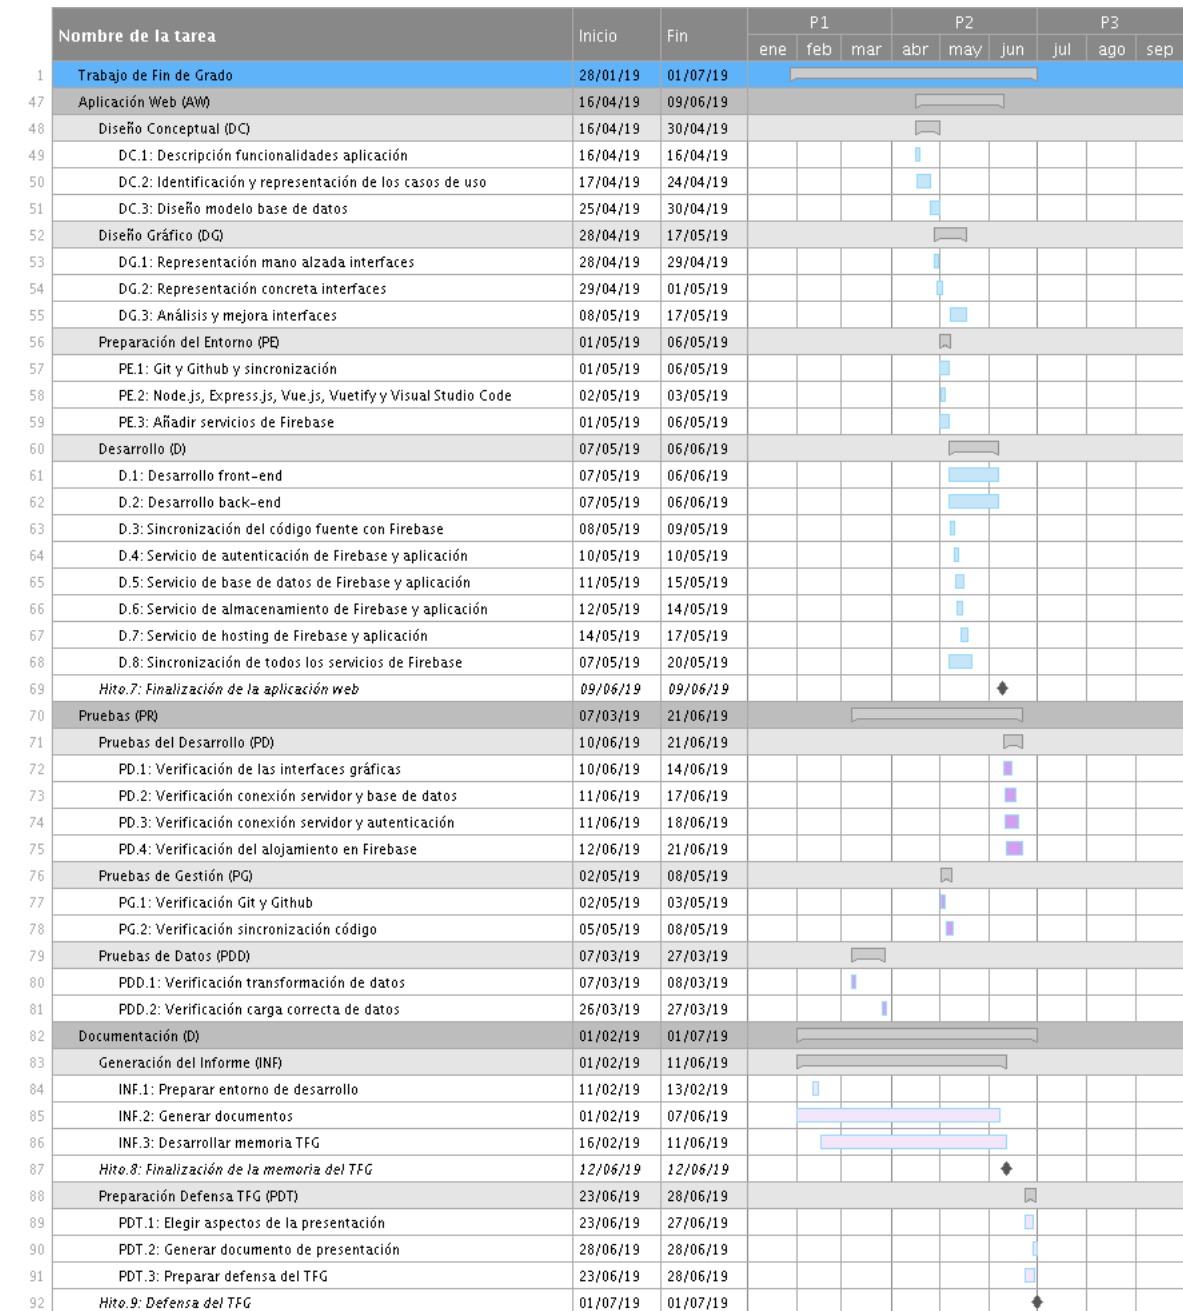 P1 P2 P3
Nombre de la tarea Inicio Fin
ene feb mar abr may jun jul ago sep
1 Trabajo de Fin de Grado 28/01/19 01/07/19
47 Aplicación Web (AW) 16/04/19 09/06/19
48 Diseño Conceptual (DC) 16/04/19 30/04/19
49 DC.1: Descripción funcionalidades aplicación 16/04/19 16/04/19
50 DC.2: Identificación y representación de los casos de uso 17/04/19 24/04/19
51 DC.3: Diseño modelo base de datos 25/04/19 30/04/19
52 Diseño Gráfico (DG) 28/04/19 17/05/19
53 DG.1: Representación mano alzada interfaces 28/04/19 29/04/19
54 DG.2: Representación concreta interfaces 29/04/19 01/05/19
55 DG.3: Análisis y mejora interfaces 08/05/19 17/05/19
56 Preparación del Entorno (PE) 01/05/19 06/05/19
57 PE.1: Git y Github y sincronización 01/05/19 06/05/19
58 PE.2: Node.js, Express.js, Vue.js, Vuetify y Visual Studio Code 02/05/19 03/05/19
59 PE.3: Añadir servicios de Firebase 01/05/19 06/05/19
60 Desarrollo (D) 07/05/19 06/06/19
61 D.1: Desarrollo front-end 07/05/19 06/06/19
62 D.2: Desarrollo back-end 07/05/19 06/06/19
63 D.3: Sincronización del código fuente con Firebase 08/05/19 09/05/19
64 D.4: Servicio de autenticación de Firebase y aplicación 10/05/19 10/05/19
65 D.5: Servicio de base de datos de Firebase y aplicación 11/05/19 15/05/19
66 D.6: Servicio de almacenamiento de Firebase y aplicación 12/05/19 14/05/19
67 D.7: Servicio de hosting de Firebase y aplicación 14/05/19 17/05/19
68 D.8: Sincronización de todos los servicios de Firebase 07/05/19 20/05/19
69 Hito.7: Finalización de la aplicación web 09/06/19 09/06/19
70 Pruebas (PR) 07/03/19 21/06/19
71 Pruebas del Desarrollo (PD) 10/06/19 21/06/19
72 PD.1: Verificación de las interfaces gráficas 10/06/19 14/06/19
73 PD.2: Verificación conexión servidor y base de datos 11/06/19 17/06/19
74 PD.3: Verificación conexión servidor y autenticación 11/06/19 18/06/19
75 PD.4: Verificación del alojamiento en Firebase 12/06/19 21/06/19
76 Pruebas de Gestión (PG) 02/05/19 08/05/19
77 PG.1: Verificación Git y Github 02/05/19 03/05/19
78 PG.2: Verificación sincronización código 05/05/19 08/05/19
79 Pruebas de Datos (PDD) 07/03/19 27/03/19
80 PDD.1: Verificación transformación de datos 07/03/19 08/03/19
81 PDD.2: Verificación carga correcta de datos 26/03/19 27/03/19
82 Documentación (D) 01/02/19 01/07/19
83 Generación del Informe (INF) 01/02/19 11/06/19
84 INF.1: Preparar entorno de desarrollo 11/02/19 13/02/19
85 INF.2: Generar documentos 01/02/19 07/06/19
86 INF.3: Desarrollar memoria TFG 16/02/19 11/06/19
87 Hito.8: Finalización de la memoria del TFG 12/06/19 12/06/19
88 Preparación Defensa TFG (PDT) 23/06/19 28/06/19
89 PDT.1: Elegir aspectos de la presentación 23/06/19 27/06/19
90 PDT.2: Generar documento de presentación 28/06/19 28/06/19
91 PDT.3: Preparar defensa del TFG 23/06/19 28/06/19
92 Hito.9: Defensa del TFG 01/07/19 01/07/19